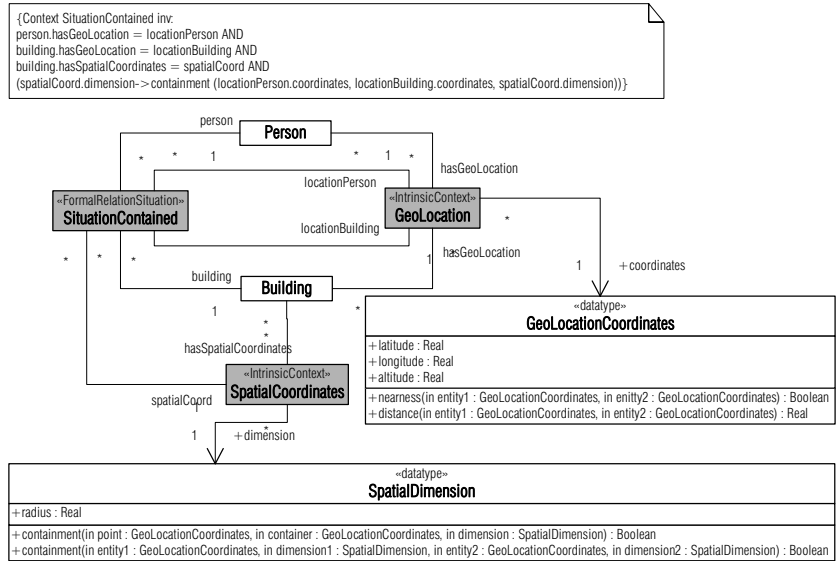 {Context SituationContained inv:
person.hasGeoLocation = locationPerson AND
building.hasGeoLocation = locationBuilding AND
building.hasSpatialCoordinates = spatialCoord AND
(spatialCoord.dimension->containment (locationPerson.coordinates, locationBuilding.coordinates, spatialCoord.dimension))}
person
Person
* * 1 * 1 *
hasGeoLocation
locationPerson
«FormalRelationSituation»
SituationContained
«IntrinsicContext»
GeoLocation
*
locationBuilding
* * *
1 *
hasGeoLocation
1
+coordinates
building
Building
1
*
*
*
hasSpatialCoordinates
«datatype»
GeoLocationCoordinates
+latitude : Real
+longitude : Real
+altitude : Real
+nearness(in entity1 : GeoLocationCoordinates, in enitty2 : GeoLocationCoordinates) : Boolean
+distance(in entity1 : GeoLocationCoordinates, in entity2 : GeoLocationCoordinates) : Real
«IntrinsicContext»
SpatialCoordinates
spatialCoord
1
*
1
+dimension
«datatype»
SpatialDimension
+radius : Real
+containment(in point : GeoLocationCoordinates, in container : GeoLocationCoordinates, in dimension : SpatialDimension) : Boolean
+containment(in entity1 : GeoLocationCoordinates, in dimension1 : SpatialDimension, in entity2 : GeoLocationCoordinates, in dimension2 : SpatialDimension) : Boolean